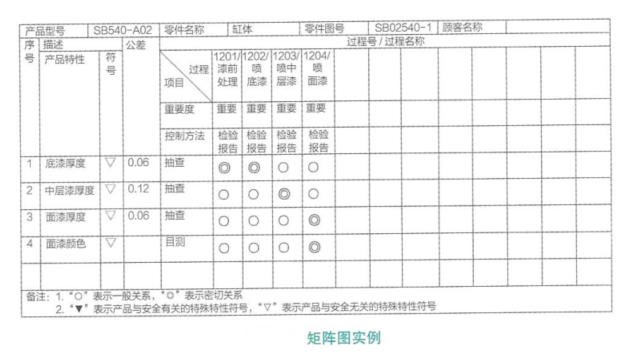 产品型号 SB540-A02 零件名称 缸体 零件图号 SB02540-1 顾客名称
序号 描述 公差 过程号/过程名称
产品特性 符号 过程 项目 1201/漆前处理 1202/喷底漆 1203/喷中层漆 1204/喷面漆
重要度 重要 重要 重要 重要
控制方法 检验报告 检验报告 检验报告 检验报告
1 底漆厚度 ▽ 0.06 抽查 ◎ ◎ ○ ○
2 中层漆厚度 ▽ 0.12 抽查 ○ ○ ◎ ○
3 面漆厚度 ▽ 0.06 抽查 ○ ○ ○ ◎
4 面漆颜色 ▽ 目测 ○ ○ ○ ◎
备注：1. “○”表示一般关系，“◎”表示密切关系
2. “▼”表示产品与安全有关的特殊特性符号，“▽”表示产品与安全无关的特殊特性符号
矩阵图实例